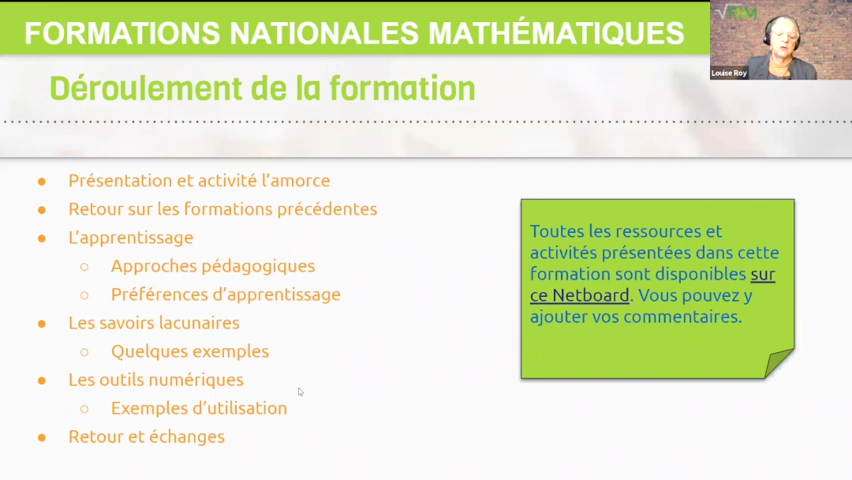 FORMATIONS NATIONALES MATHÉMATIQUES
Louise Roy
Déroulement de la formation
● Présentation et activité l’amorce
● Retour sur les formations précédentes
● L’apprentissage
○ Approches pédagogiques
○ Préférences d’apprentissage
● Les savoirs lacunaires
○ Quelques exemples
● Les outils numériques
○ Exemples d’utilisation
● Retour et échanges
Toutes les ressources et
activités présentées dans cette
formation sont disponibles sur
ce Netboard. Vous pouvez y
ajouter vos commentaires.